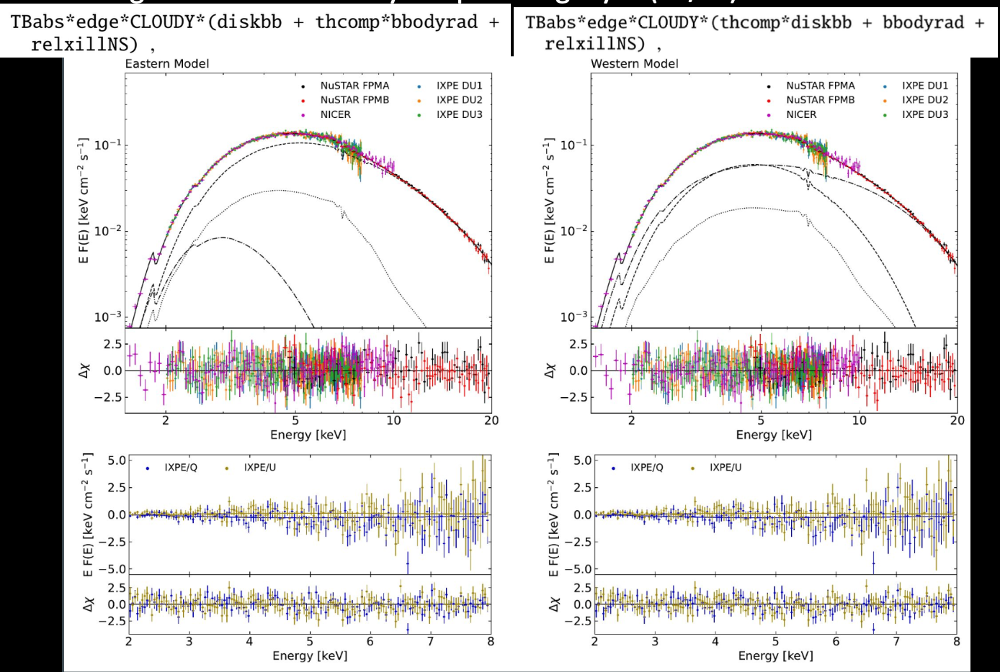 TBabs*edge*CLOUDY*(diskbb + thcomp*bbodyrad +
relxillNS) ,
TBabs*edge*CLOUDY*(thcomp*diskbb + bbodyrad +
relxillNS) ,
Eastern Model
NuSTAR FPMA
NuSTAR FPMB
NICER
IXPE DU1
IXPE DU2
IXPE DU3
E F(E) [keV cm⁻² s⁻¹]
10⁻¹
10⁻²
10⁻³
Δχ
2.5
0.0
−2.5
2 5 10 20
Energy [keV]
IXPE/Q
IXPE/U
E F(E) [keV cm⁻² s⁻¹]
5.0
2.5
0.0
−2.5
−5.0
Δχ
2.5
0.0
−2.5
2 3 4 5 6 7 8
Energy [keV]
Western Model
NuSTAR FPMA
NuSTAR FPMB
NICER
IXPE DU1
IXPE DU2
IXPE DU3
E F(E) [keV cm⁻² s⁻¹]
10⁻¹
10⁻²
10⁻³
Δχ
2.5
0.0
−2.5
2 5 10 20
Energy [keV]
IXPE/Q
IXPE/U
E F(E) [keV cm⁻² s⁻¹]
5.0
2.5
0.0
−2.5
−5.0
Δχ
2.5
0.0
−2.5
2 3 4 5 6 7 8
Energy [keV]